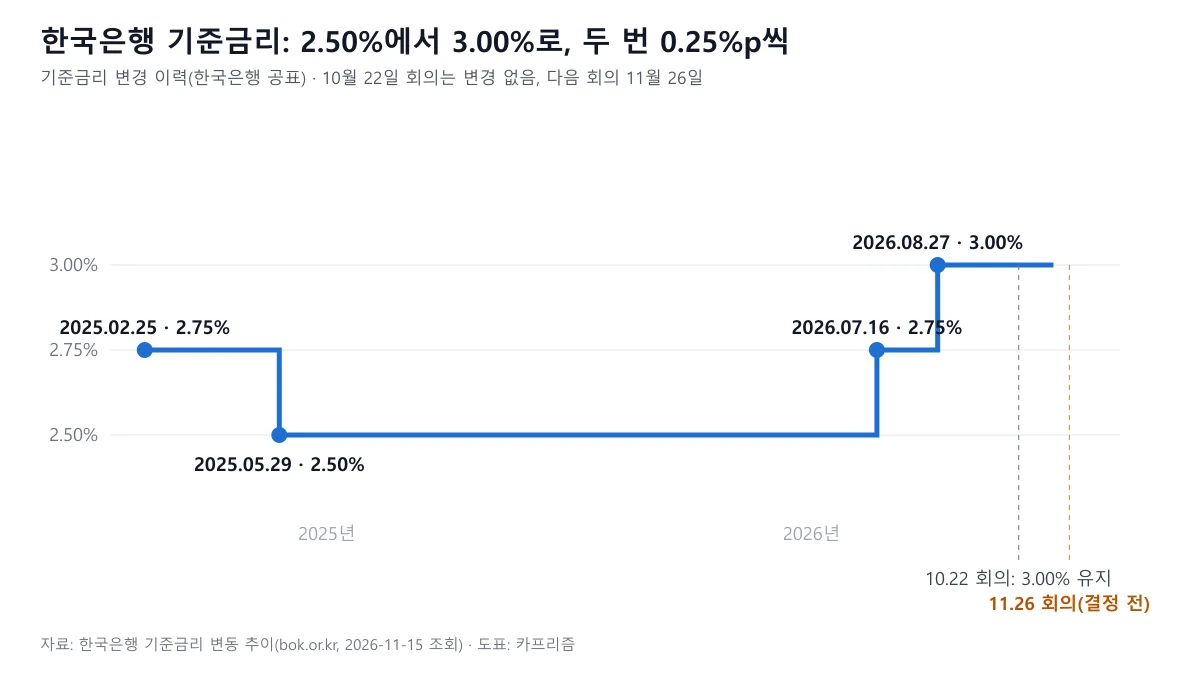 한국은행 기준금리: 2.50%에서 3.00%로, 두 번 0.25%p씩
기준금리 변경 이력(한국은행 공표) · 10월 22일 회의는 변경 없음, 다음 회의 11월 26일
2026.08.27 · 3.00%
3.00%
2025.02.25 · 2.75%
2026.07.16 · 2.75%
2.75%
2.50%
2025.05.29 · 2.50%
2025년
2026년
10.22 회의: 3.00% 유지
11.26 회의(결정 전)
자료: 한국은행 기준금리 변동 추이(bok.or.kr, 2026-11-15 조회) · 도표: 카프리즘